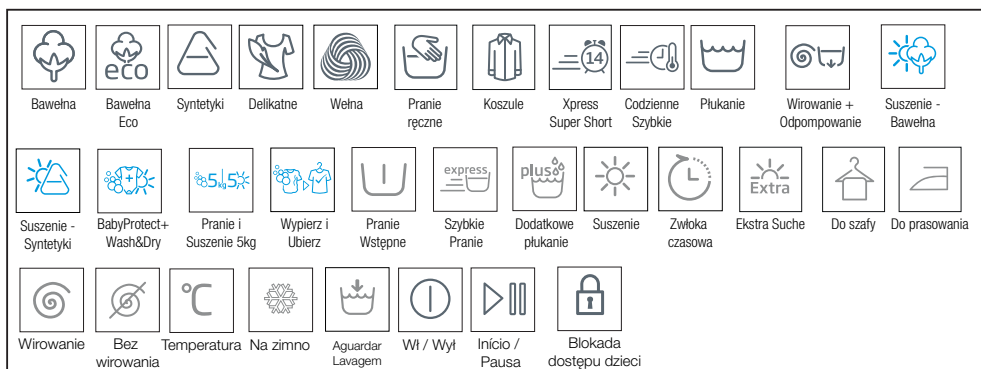 eco
14
Bawełna
Bawełna
Eco
Syntetyki
Delikatne
Wełna
Pranie
ręczne
Koszule
Xpress
Super Short
Codzienne
Szybkie
Płukanie
Wirowanie +
Odpompowanie
Suszenie -
Bawełna
5kg 5
express
plus
Extra
Suszenie -
Syntetyki
BabyProtect+
Wash&Dry
Pranie i
Suszenie 5kg
Wypierz i
Ubierz
Pranie
Wstępne
Szybkie
Pranie
Dodatkowe
płukanie
Suszenie
Zwłoka
czasowa
Ekstra Suche
Do szafy
Do prasowania
°C
Wirowanie
Bez
wirowania
Temperatura
Na zimno
Aguardar
Lavagem
Wł / Wył
Início /
Pausa
Blokada
dostępu dzieci